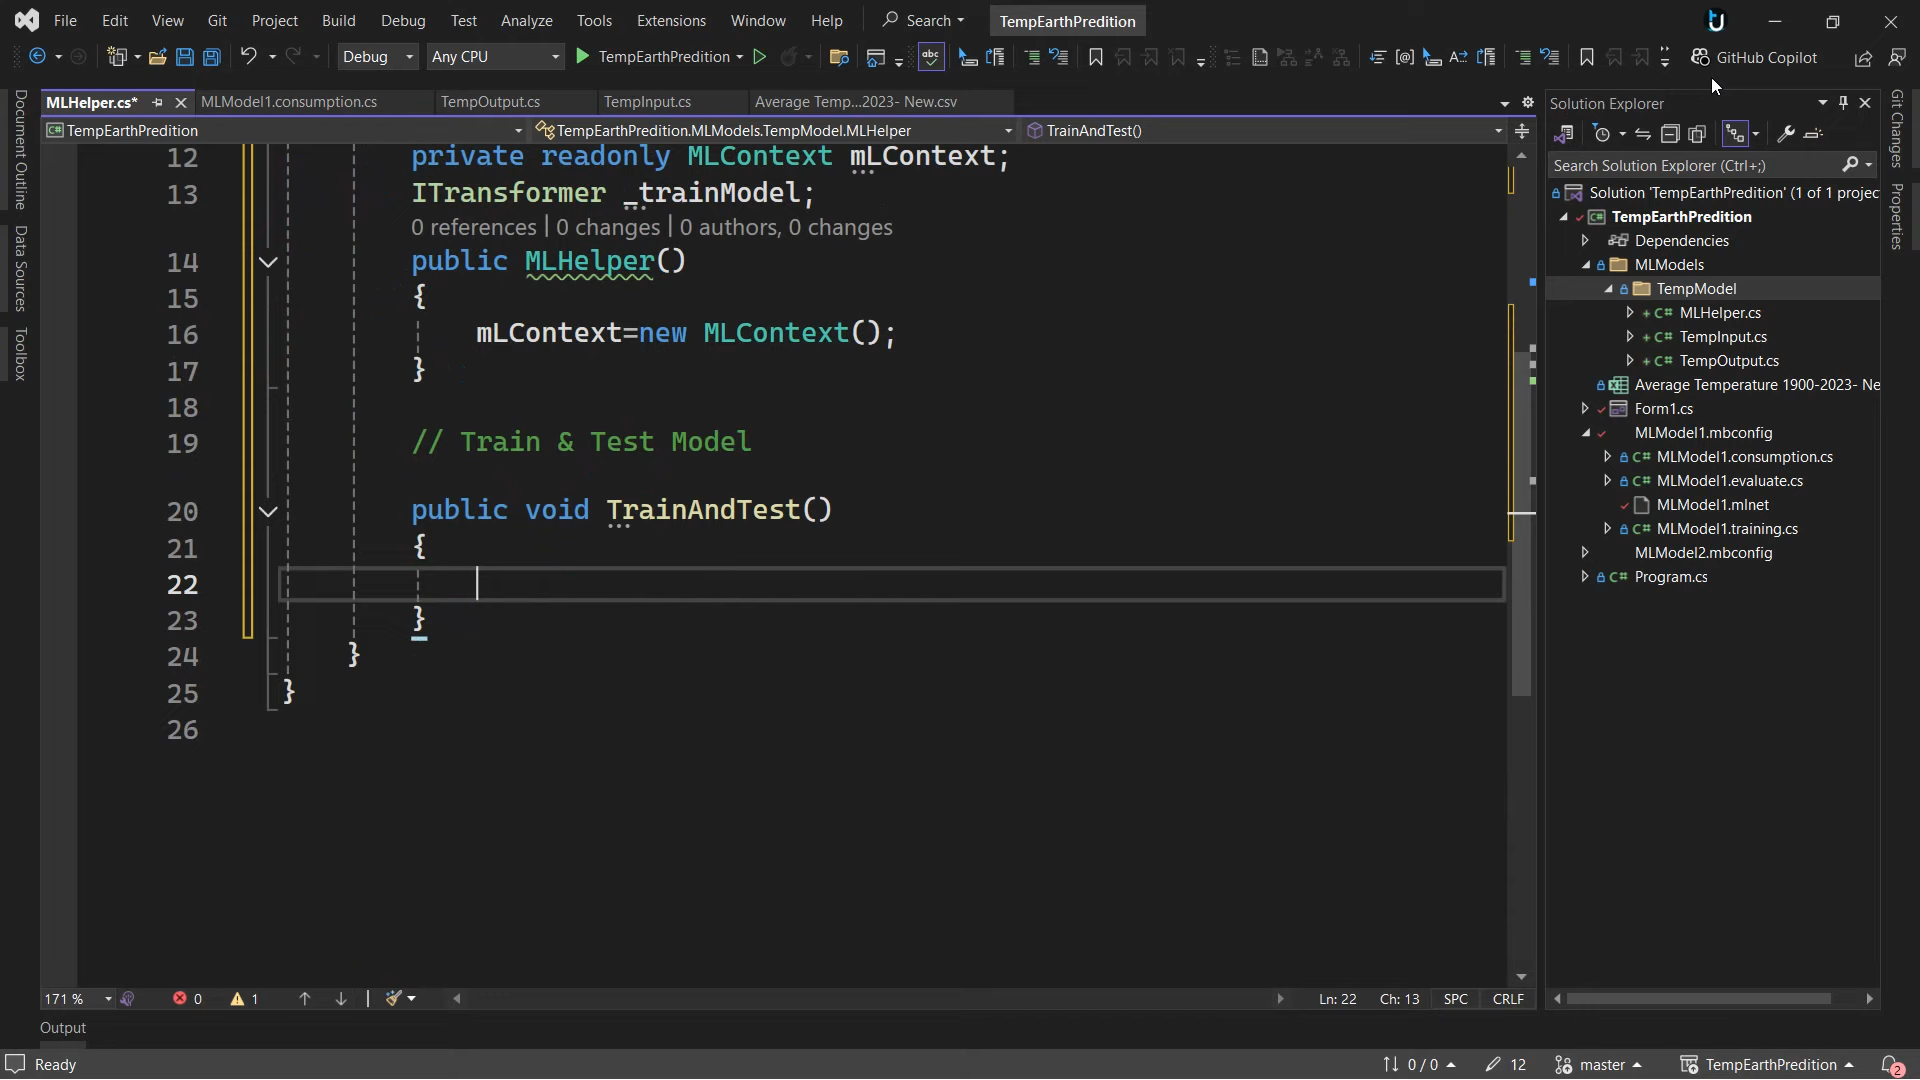 File Edit View Git Project Build Debug Test Analyze Tools Extensions Window Help Search TempEarthPredition
Debug Any CPU TempEarthPredition GitHub Copilot
MLHelper.cs* MLModel1.consumption.cs TempOutput.cs TempInput.cs Average Temp...2023- New.csv
TempEarthPredition TempEarthPredition.MLModels.TempModel.MLHelper TrainAndTest()
12 private readonly MLContext mLContext;
13 ITransformer _trainModel;
0 references | 0 changes | 0 authors, 0 changes
14 public MLHelper()
15 {
16 mLContext=new MLContext();
17 }
18
19 // Train & Test Model
20 public void TrainAndTest()
21 {
22
23 }
24 }
25 }
26
171 % 0 1 Ln: 22 Ch: 13 SPC CRLF
Output
Ready 0 / 0 12 master TempEarthPredition 2
Document Outline
Data Sources
Toolbox
Solution Explorer
Search Solution Explorer (Ctrl+;)
Solution 'TempEarthPredition' (1 of 1 projec
TempEarthPredition
Dependencies
MLModels
TempModel
MLHelper.cs
TempInput.cs
TempOutput.cs
Average Temperature 1900-2023- Ne
Form1.cs
MLModel1.mbconfig
MLModel1.consumption.cs
MLModel1.evaluate.cs
MLModel1.mlnet
MLModel1.training.cs
MLModel2.mbconfig
Program.cs
Git Changes
Properties